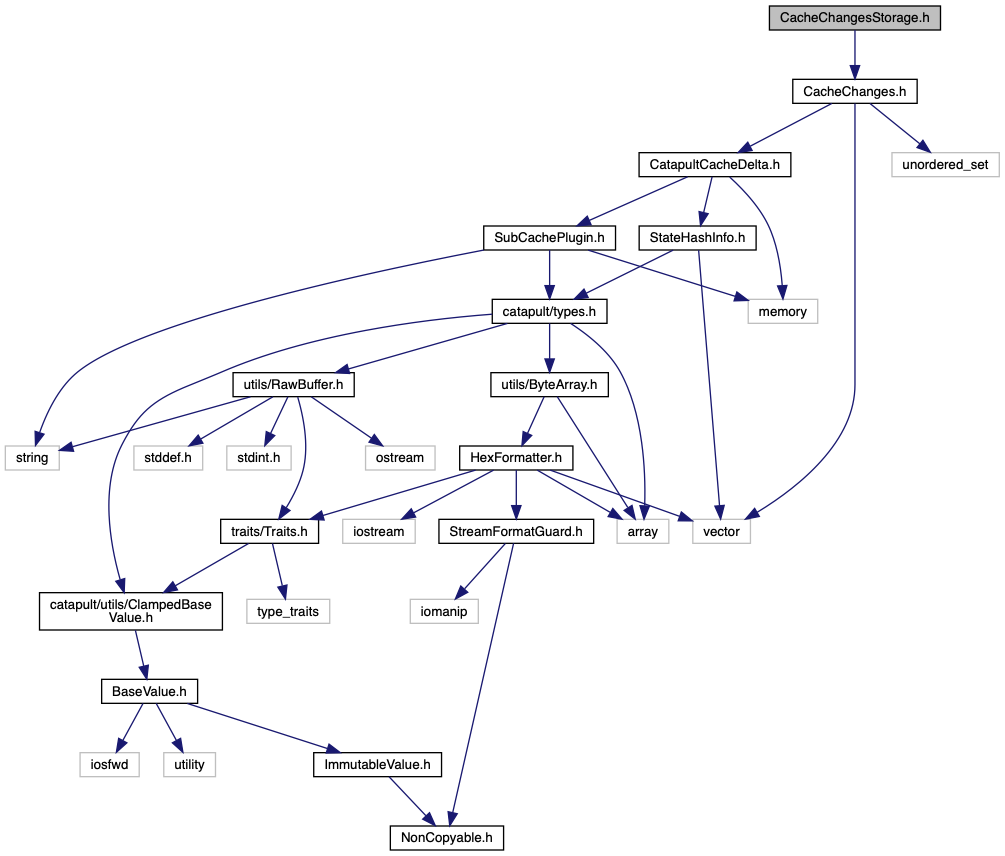 CacheChangesStorage.h
CacheChanges.h
CatapultCacheDelta.h
unordered_set
SubCachePlugin.h
StateHashInfo.h
catapult/types.h
memory
utils/RawBuffer.h
utils/ByteArray.h
string
stddef.h
stdint.h
ostream
HexFormatter.h
traits/Traits.h
iostream
StreamFormatGuard.h
array
vector
catapult/utils/ClampedBase
Value.h
type_traits
iomanip
BaseValue.h
iosfwd
utility
ImmutableValue.h
NonCopyable.h